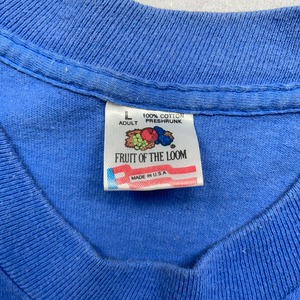 L 100% COTTON
ADULT PRESHRUNK
FRUIT OF THE LOOM
MADE IN U.S.A.